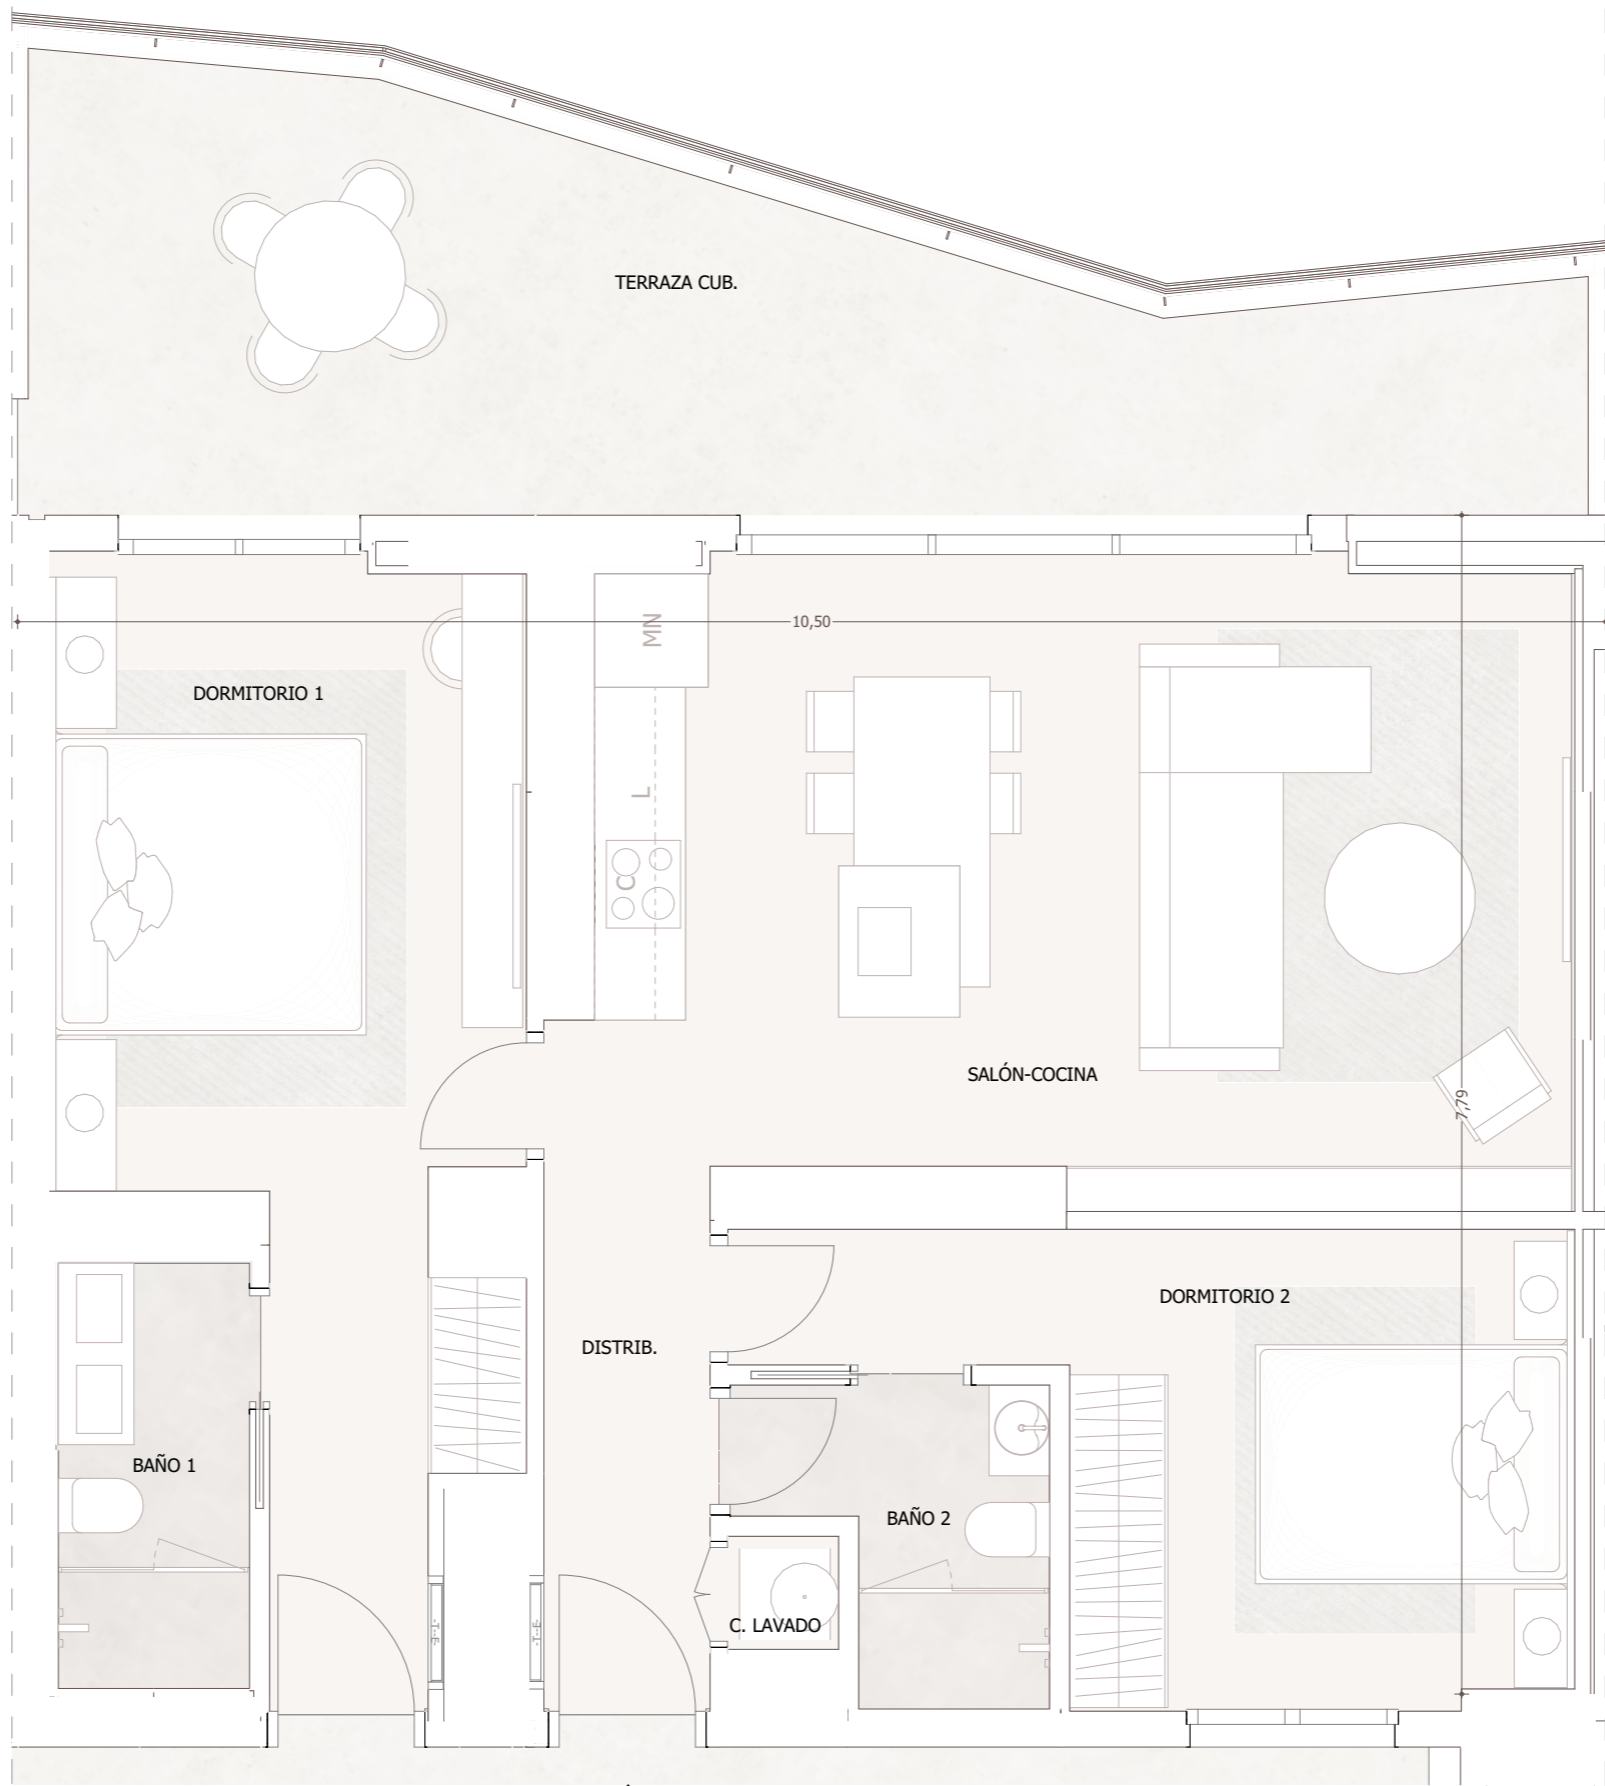 TERRAZA CUB.
10,50
MN
DORMITORIO 1
L
C
SALÓN-COCINA
7,79
DORMITORIO 2
DISTRIB.
BAÑO 1
BAÑO 2
C. LAVADO